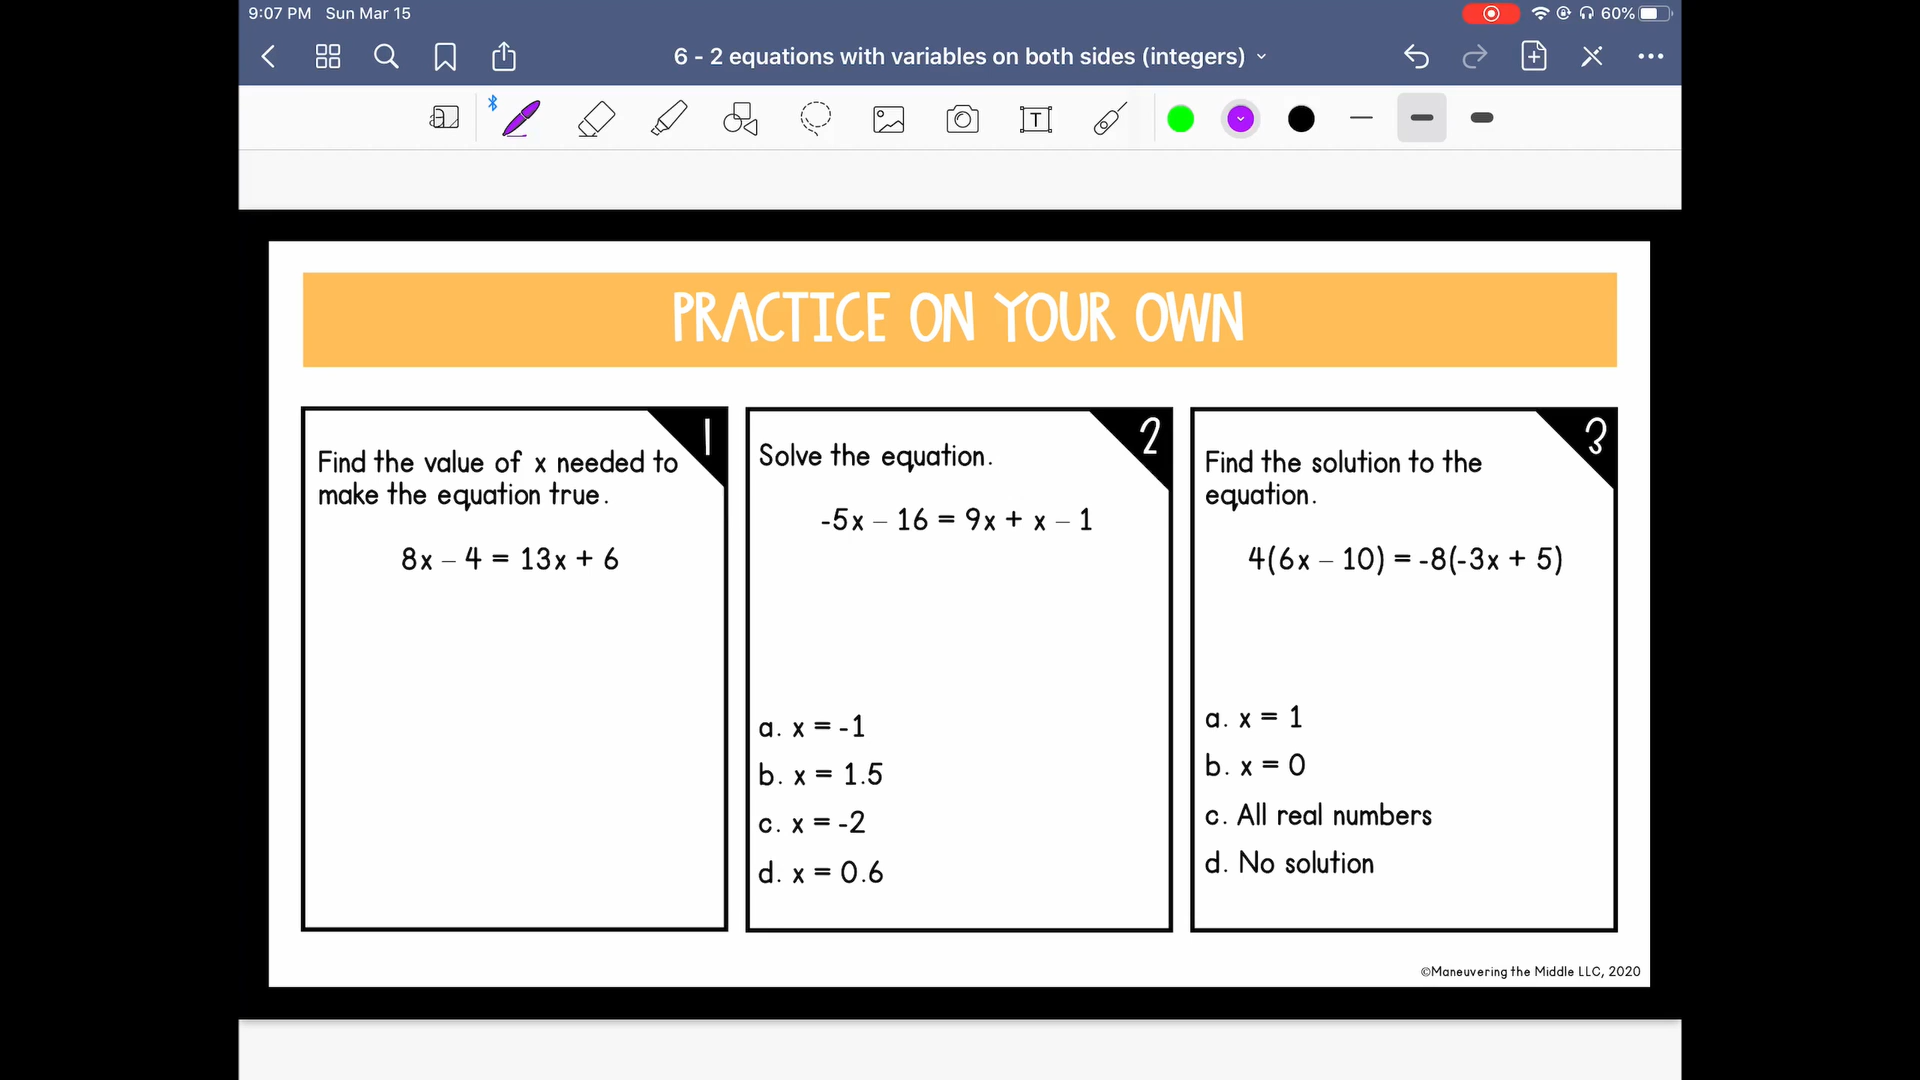 9:07 PM Sun Mar 15
60%
6 - 2 equations with variables on both sides (integers)
T
PRACTICE ON YOUR OWN
1
Find the value of x needed to
make the equation true.
8x – 4 = 13x + 6
2
Solve the equation.
-5x – 16 = 9x + x – 1
a. x = -1
b. x = 1.5
c. x = -2
d. x = 0.6
3
Find the solution to the
equation.
4(6x – 10) = -8(-3x + 5)
a. x = 1
b. x = 0
c. All real numbers
d. No solution
©Maneuvering the Middle LLC, 2020